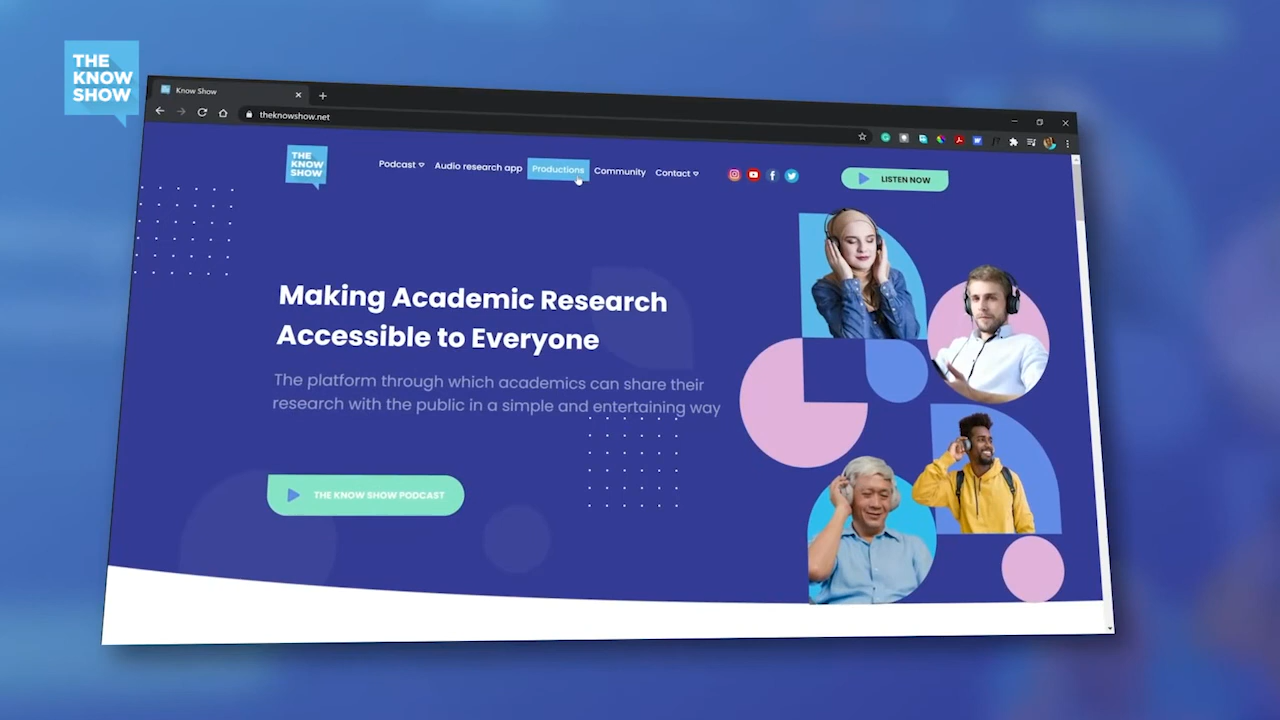 THE
KNOW
SHOW
Know Show
theknowshow.net
THE
KNOW
SHOW
Podcast Audio research app Productions Community Contact
LISTEN NOW
Making Academic Research
Accessible to Everyone
The platform through which academics can share their
research with the public in a simple and entertaining way
THE KNOW SHOW PODCAST